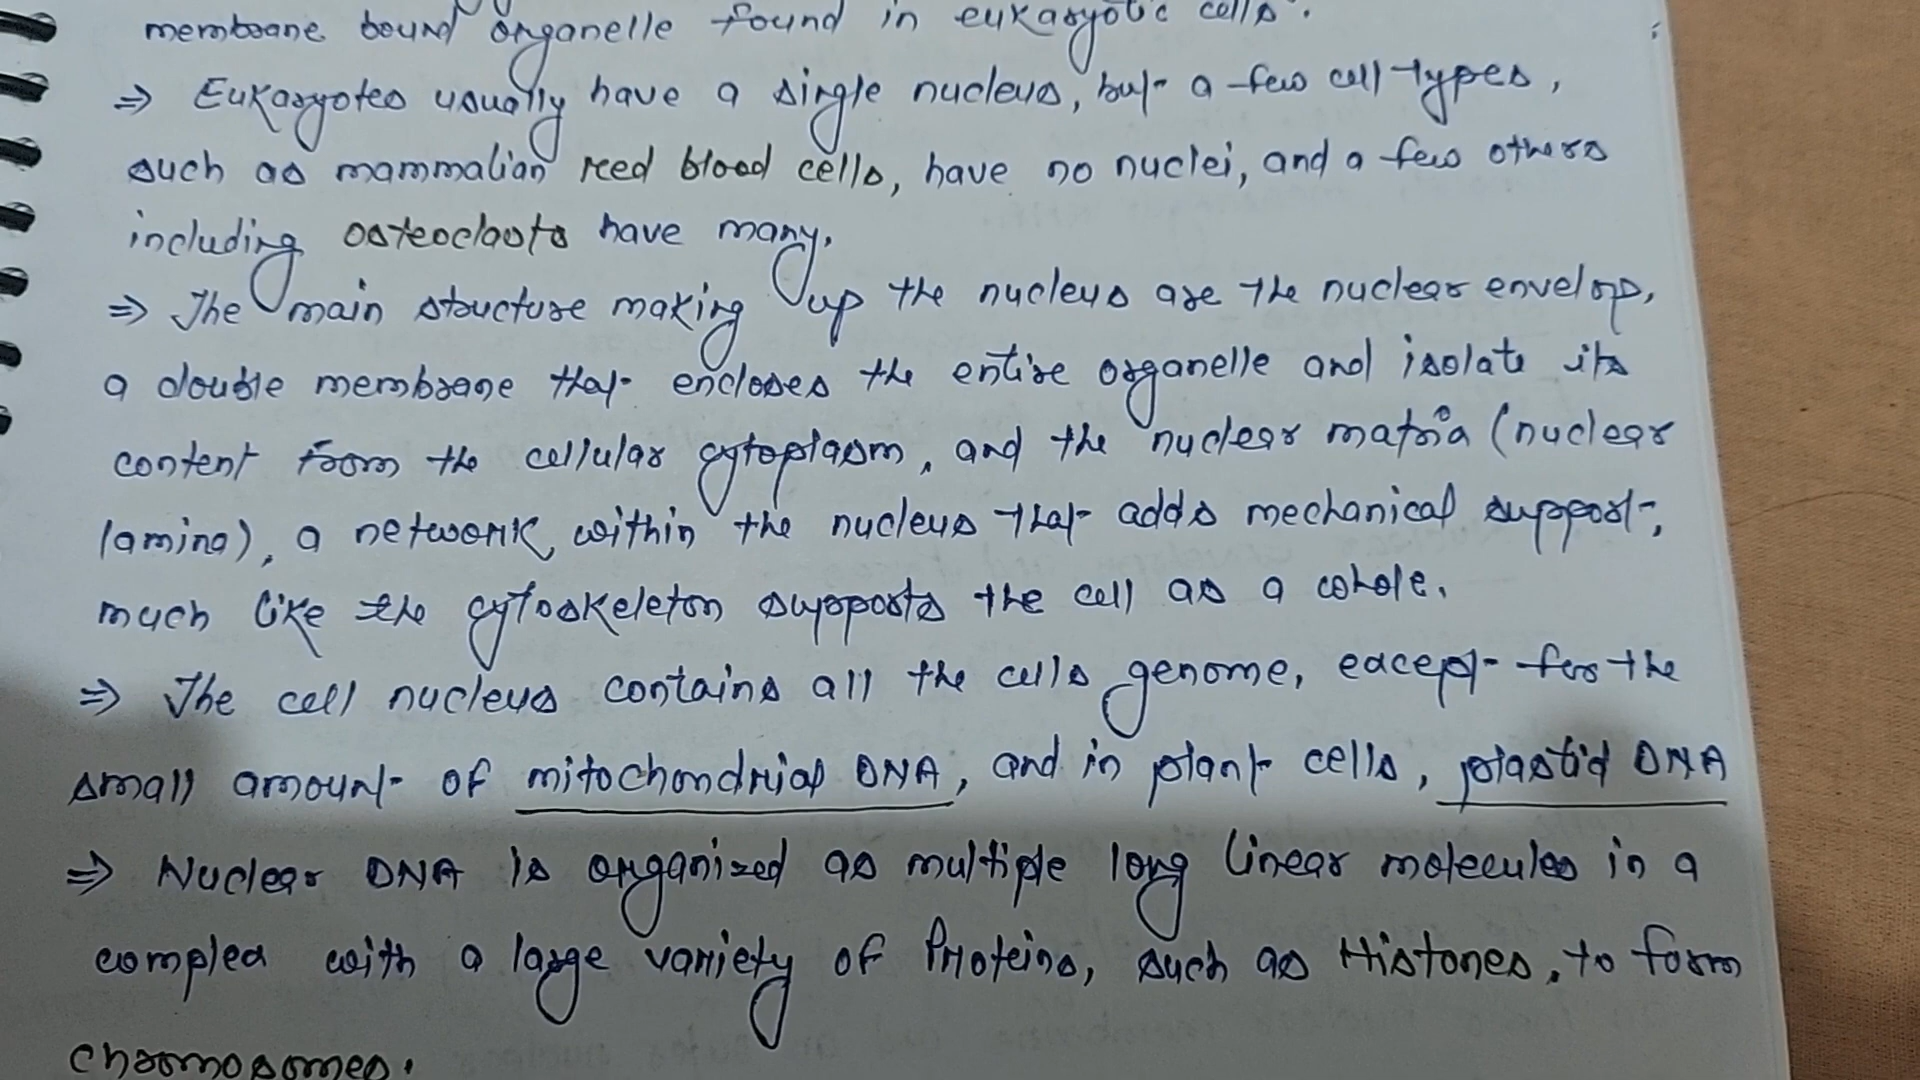 membrane bound organelle found in eukaryotic cells.
⇒ Eukaryotes usually have a single nucleus, but a few cell types,
such as mammalian red blood cells, have no nuclei, and a few others
including osteoclasts have many.
⇒ The main structure making up the nucleus are the nuclear envelop,
a double membrane that encloses the entire organelle and isolate its
content from the cellular cytoplasm, and the nuclear matrix (nuclear
lamina), a network within the nucleus that adds mechanical support,
much like the cytoskeleton supports the cell as a whole.
⇒ The cell nucleus contains all the cells genome, except for the
small amount of mitochondrial DNA, and in plant cells, plastid DNA
⇒ Nuclear DNA is organized as multiple long linear molecules in a
complex with a large variety of Proteins, such as Histones, to form
chromosomes.